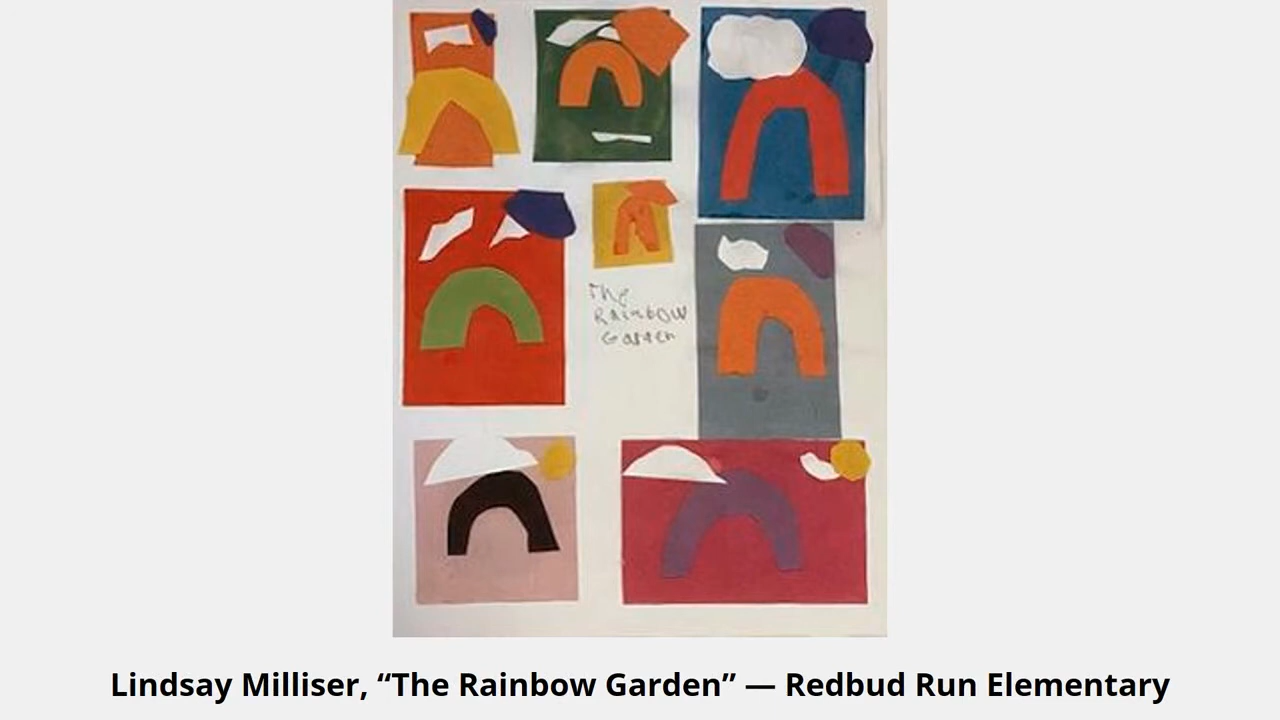 The
Rainbow
Garden
Lindsay Milliser, “The Rainbow Garden” — Redbud Run Elementary